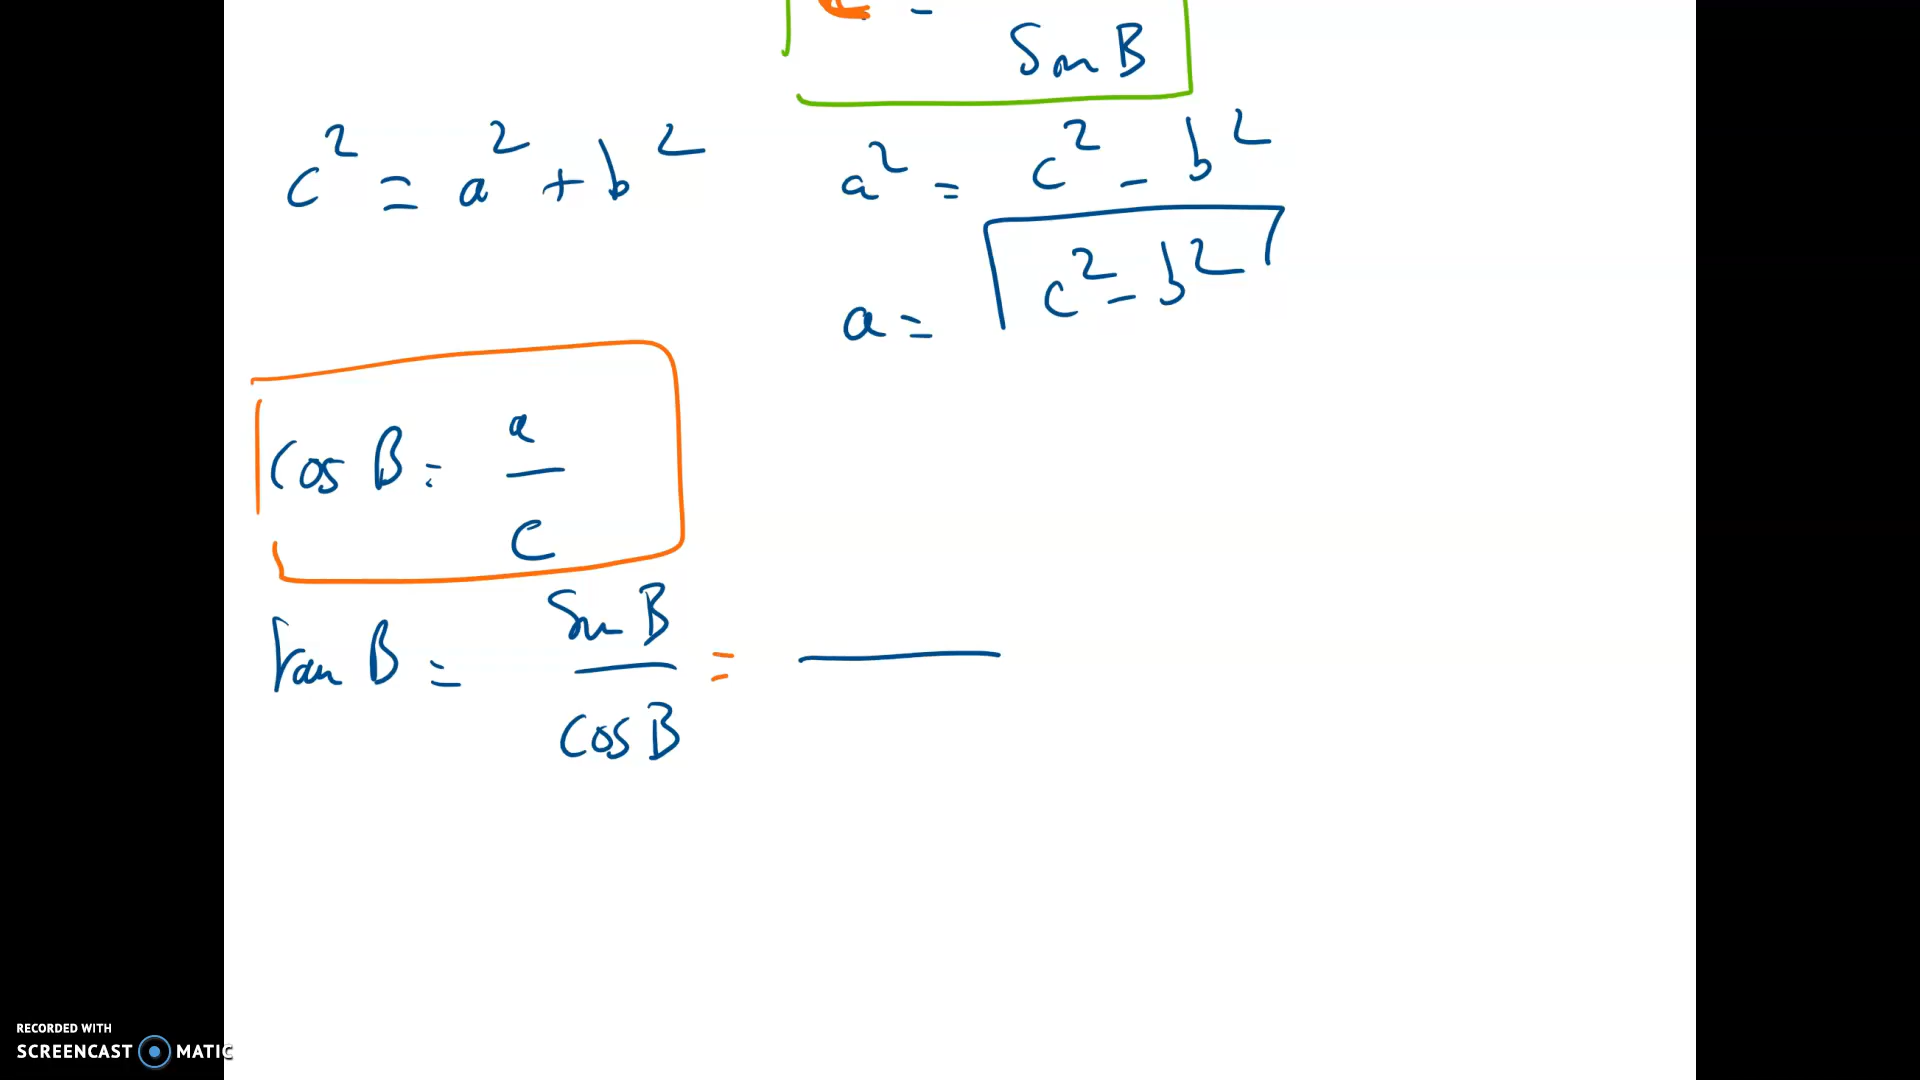 =
Sin B
c² = a² + b²
a² = c² - b²
a = √c² - b²
Cos B = a/c
Tan B = Sin B/Cos B =
RECORDED WITH
SCREENCAST MATIC